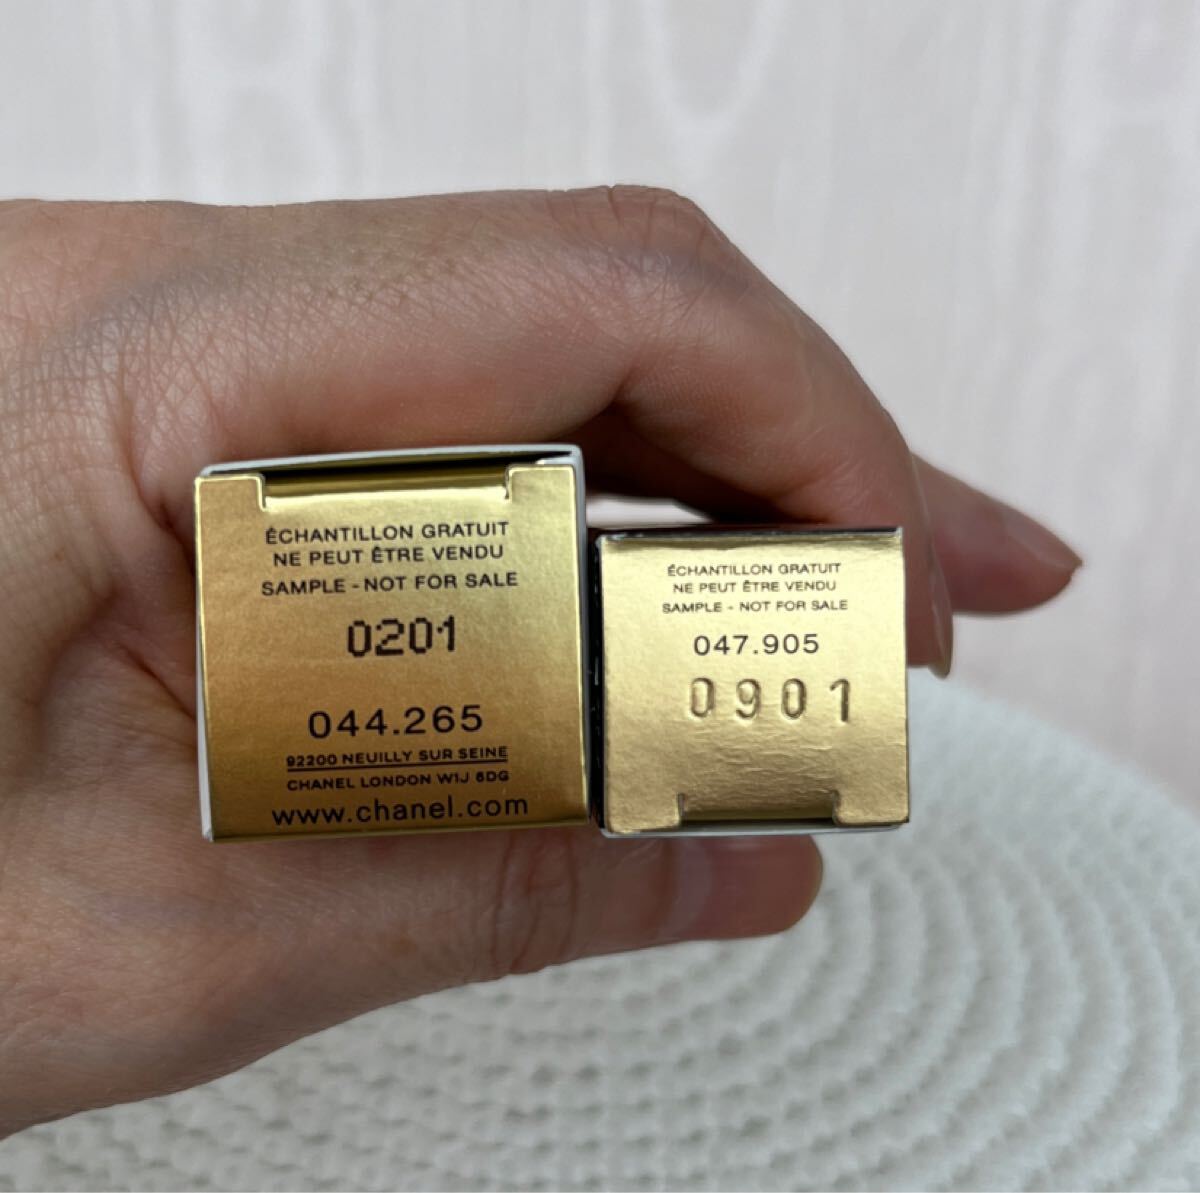 ÉCHANTILLON GRATUIT
NE PEUT ÊTRE VENDU
SAMPLE - NOT FOR SALE
0201
044.265
92200 NEUILLY SUR SEINE
CHANEL LONDON W1J 6DG
www.chanel.com
ÉCHANTILLON GRATUIT
NE PEUT ÊTRE VENDU
SAMPLE - NOT FOR SALE
047.905
0901